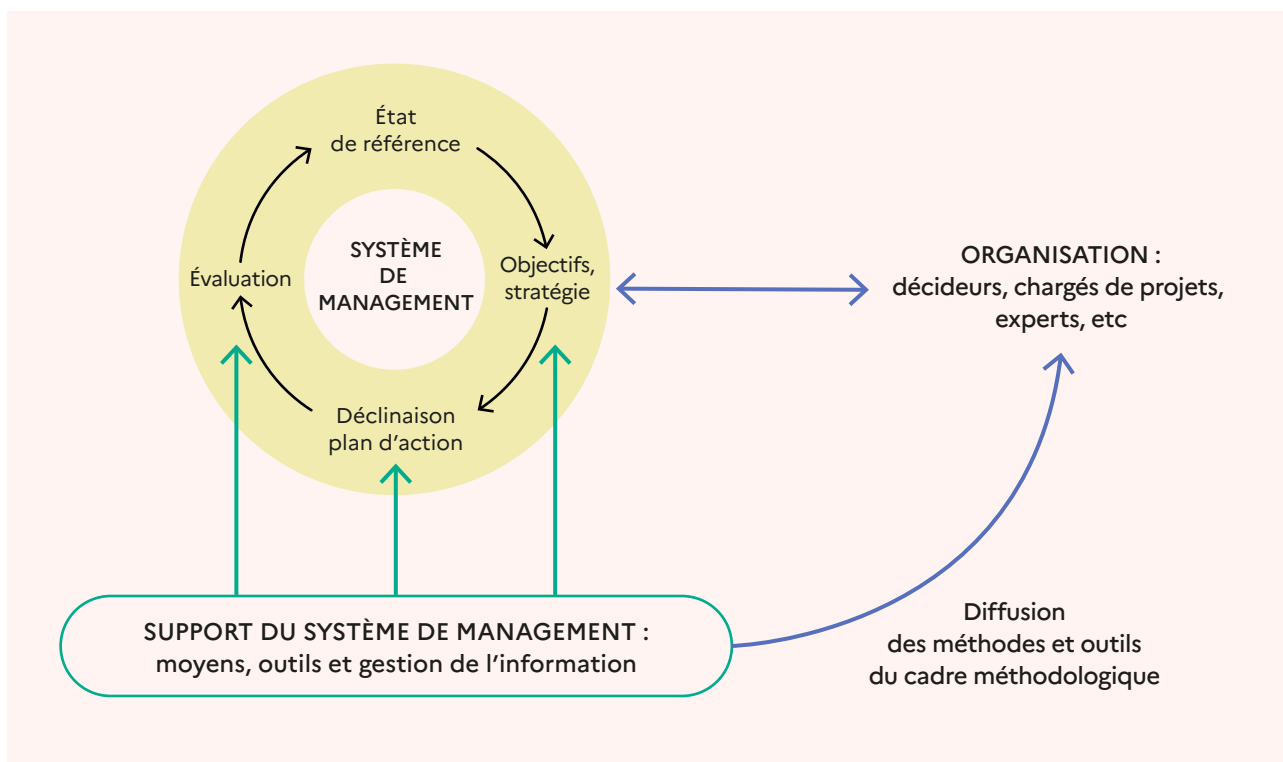 État
de référence
SYSTÈME
DE
MANAGEMENT
Évaluation
Objectifs,
stratégie
Déclinaison
plan d'action
ORGANISATION :
décideurs, chargés de projets,
experts, etc
SUPPORT DU SYSTÈME DE MANAGEMENT :
moyens, outils et gestion de l'information
Diffusion
des méthodes et outils
du cadre méthodologique